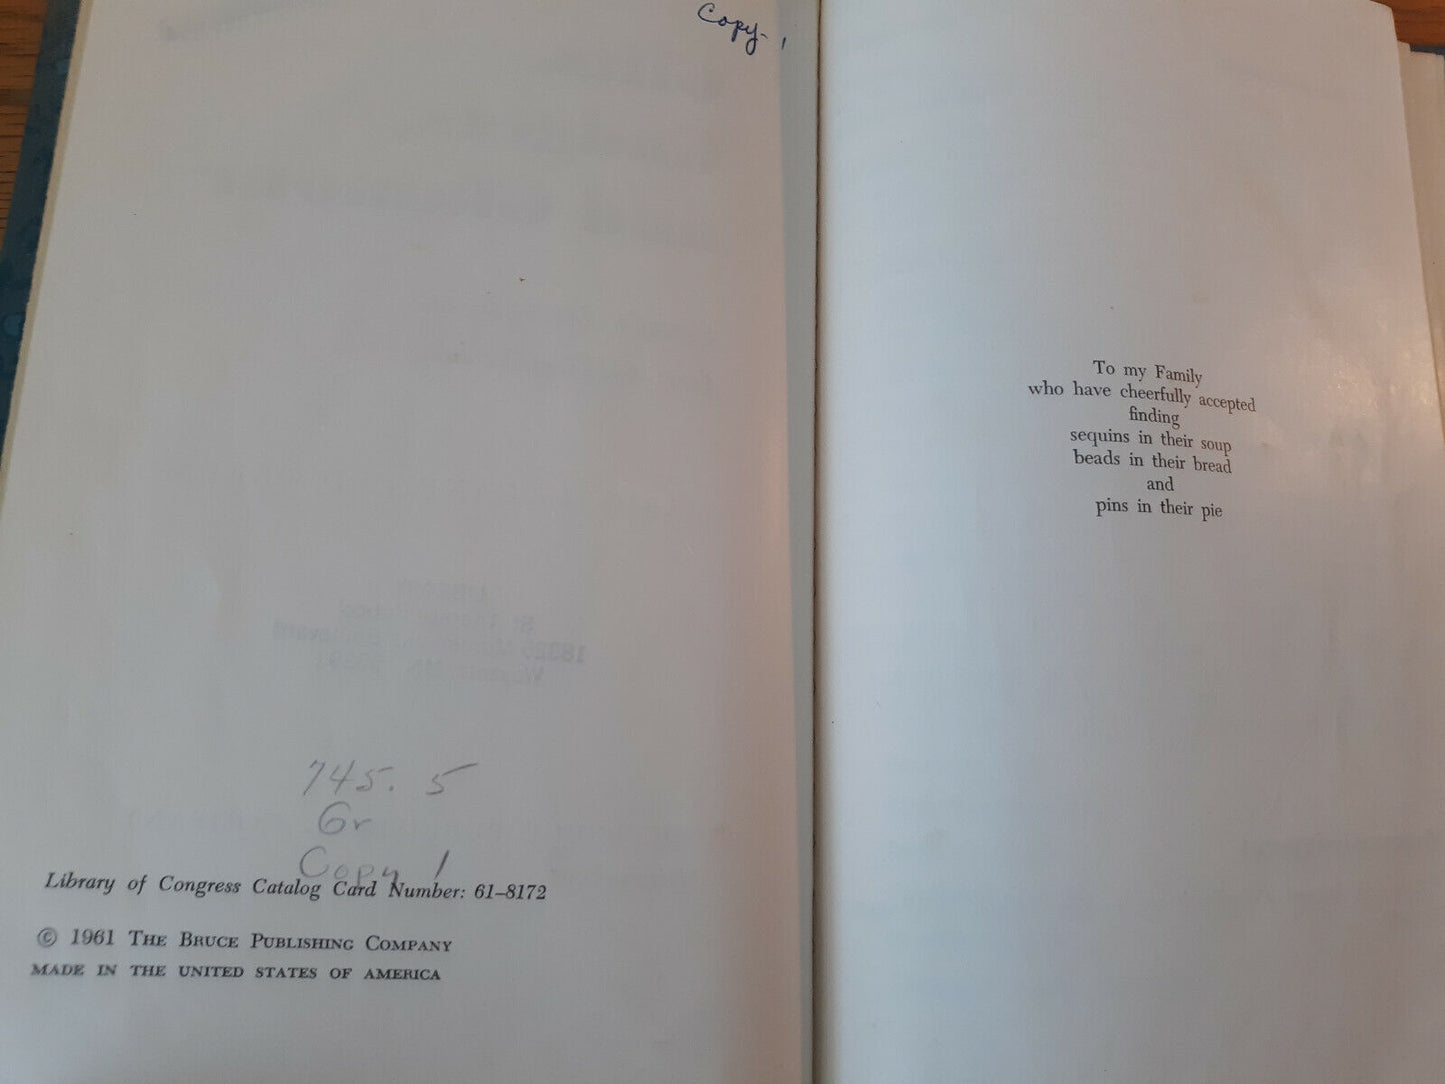 Copy 1
745.5
Gr
Copy 1
Library of Congress Catalog Card Number: 61–8172
© 1961 The Bruce Publishing Company
MADE IN THE UNITED STATES OF AMERICA
To my Family
who have cheerfully accepted
finding
sequins in their soup
beads in their bread
and
pins in their pie